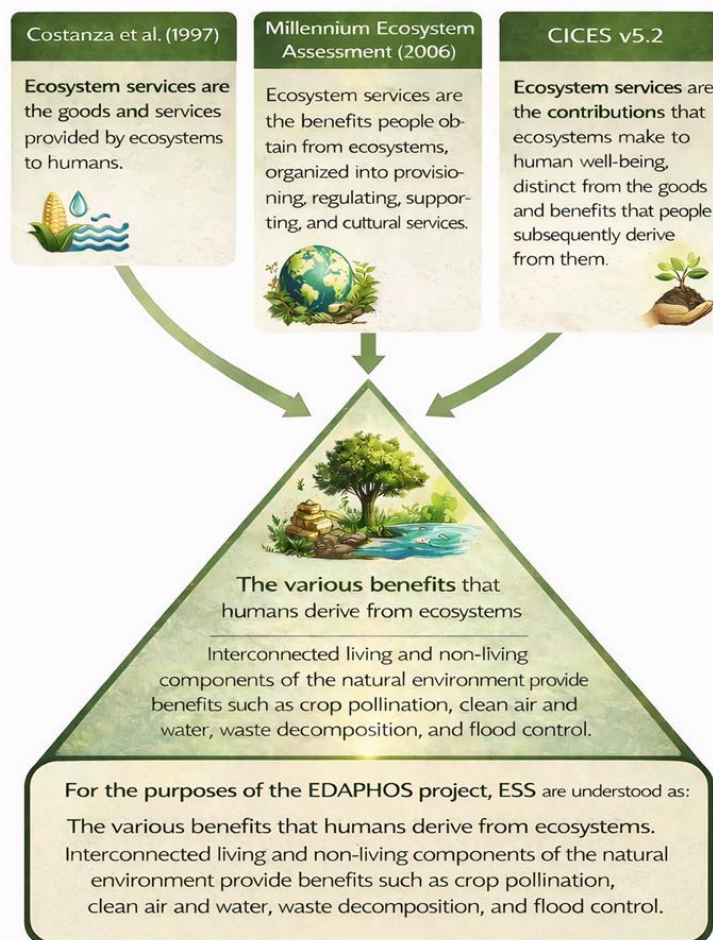 Costanza et al. (1997)
Ecosystem services are
the goods and services
provided by ecosystems
to humans.
Millennium Ecosystem
Assessment (2006)
Ecosystem services are
the benefits people ob-
tain from ecosystems,
organized into provisio-
ning, regulating, suppor-
ting, and cultural services.
CICES v5.2
Ecosystem services are
the contributions that
ecosystems make to
human well-being,
distinct from the goods
and benefits that people
subsequently derive
from them.
The various benefits that
humans derive from ecosystems
Interconnected living and non-living
components of the natural environment provide
benefits such as crop pollination, clean air and
water, waste decomposition, and flood control.
For the purposes of the EDAPHOS project, ESS are understood as:
The various benefits that humans derive from ecosystems.
Interconnected living and non-living components of the natural
environment provide benefits such as crop pollination,
clean air and water, waste decomposition, and flood control.